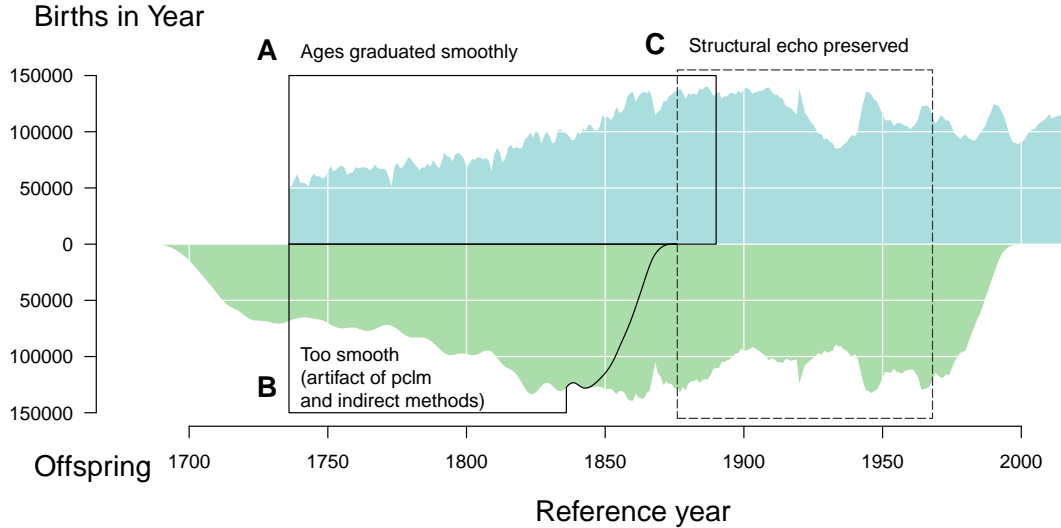 Births in Year
A Ages graduated smoothly
C Structural echo preserved
150000
100000
50000
0
50000
100000
150000
B
Too smooth
(artifact of pclm
and indirect methods)
Offspring
1700 1750 1800 1850 1900 1950 2000
Reference year